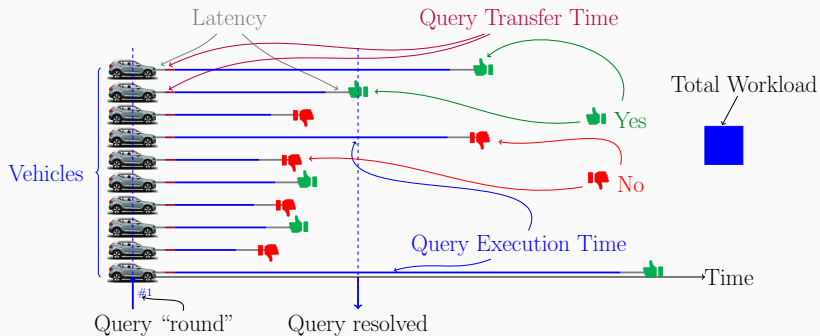 Latency
Query Transfer Time
Total Workload
Yes
Vehicles
No
Query Execution Time
Time
#1
Query “round”
Query resolved